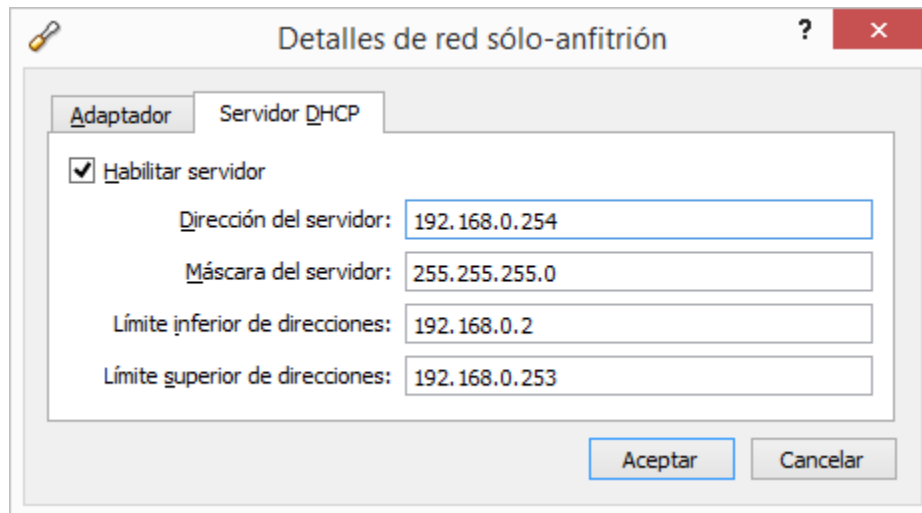 Detalles de red sólo-anfitrión
?
×
Adaptador
Servidor DHCP
Habilitar servidor
Dirección del servidor: 192.168.0.254
Máscara del servidor: 255.255.255.0
Límite inferior de direcciones: 192.168.0.2
Límite superior de direcciones: 192.168.0.253
Aceptar
Cancelar